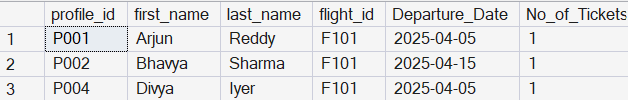 profile_id first_name last_name flight_id Departure_Date No_of_Tickets
1 P001 Arjun Reddy F101 2025-04-05 1
2 P002 Bhavya Sharma F101 2025-04-15 1
3 P004 Divya Iyer F101 2025-04-05 1